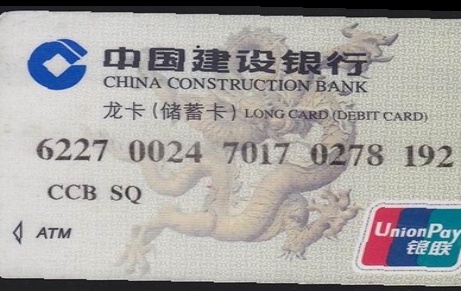 中国建设银行
CHINA CONSTRUCTION BANK
龙卡(储蓄卡) LONG CARD (DEBIT CARD)
6227 0024 7017 0278 192
CCB SQ
ATM
UnionPay
银联